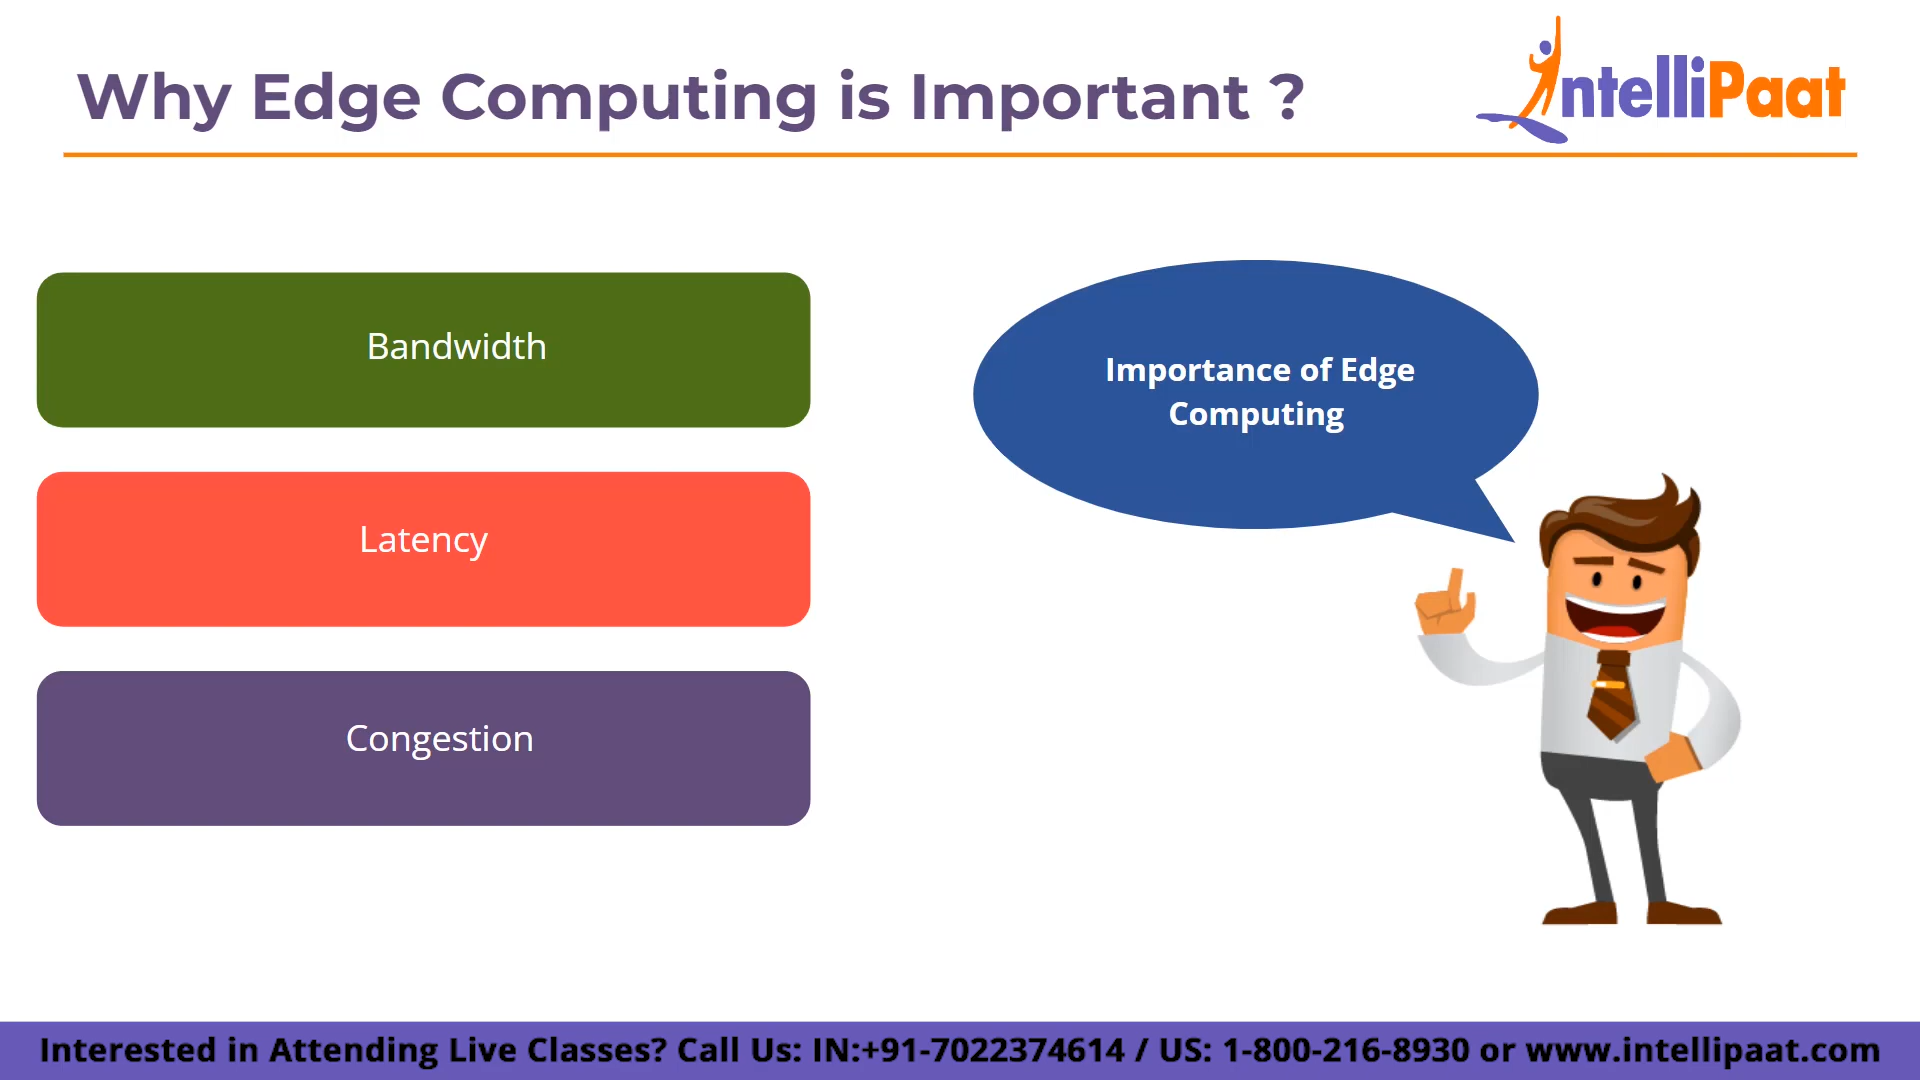 Why Edge Computing is Important ?
IntelliPaat
Bandwidth
Latency
Congestion
Importance of Edge
Computing
Interested in Attending Live Classes? Call Us: IN:+91-7022374614 / US: 1-800-216-8930 or www.intellipaat.com